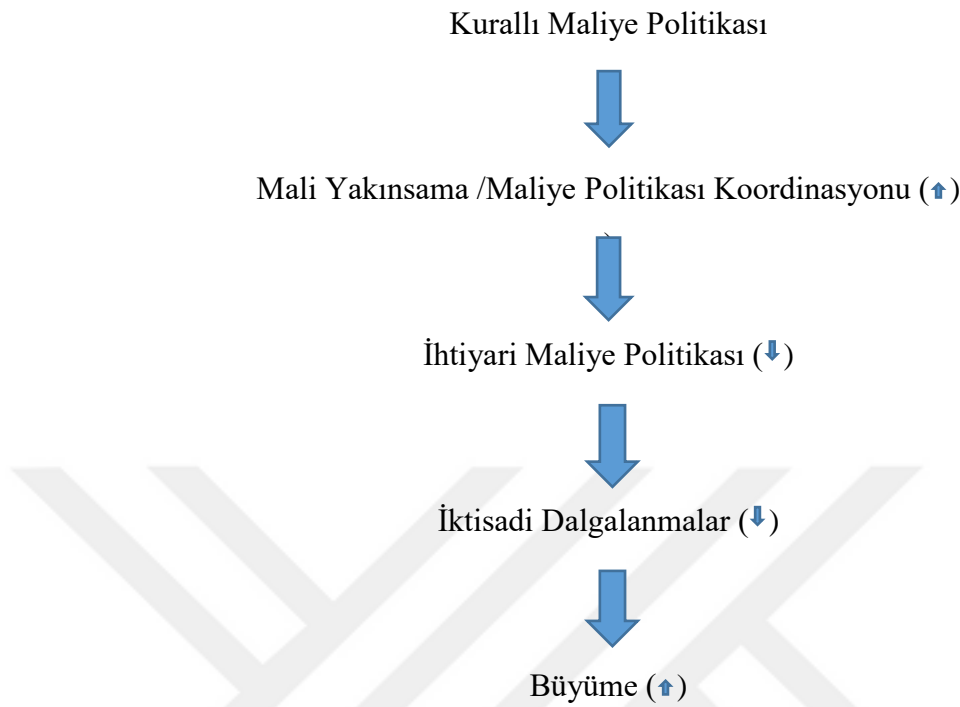 Kurallı Maliye Politikası
Mali Yakınsama /Maliye Politikası Koordinasyonu (⬆)
İhtiyari Maliye Politikası (⬇)
İktisadi Dalgalanmalar (⬇)
Büyüme (⬆)